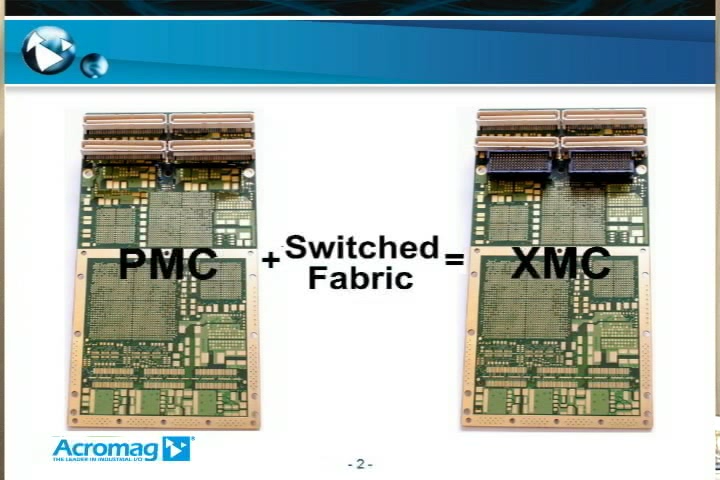 PMC
+
Switched
Fabric
=
XMC
Acromag
THE LEADER IN INDUSTRIAL I/O
- 2 -